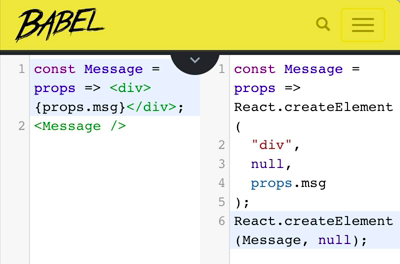 BABEL
1 const Message =
props => <div>
{props.msg}</div>;
2 <Message />
1 const Message =
props =>
React.createElement
(
2 "div",
3 null,
4 props.msg
5 );
6 React.createElement
(Message, null);